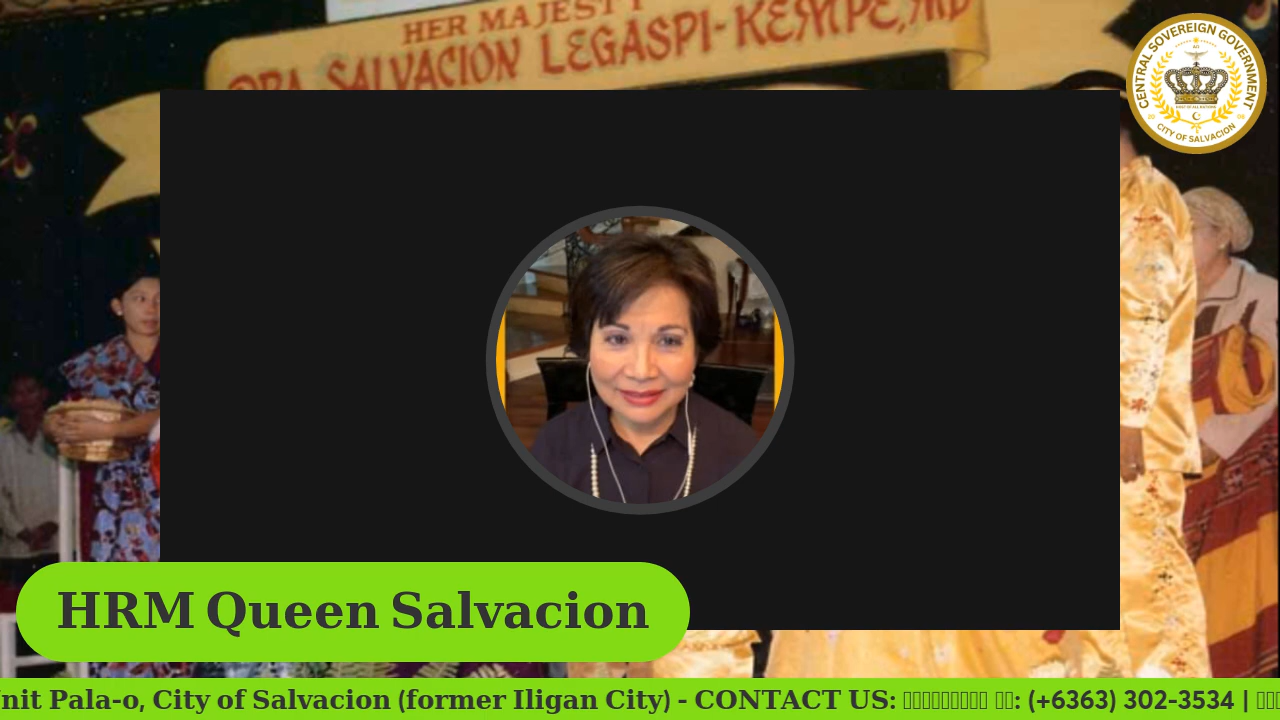 HER MAJESTY
DRA. SALVACION LEGASPI-KEMPE, MD
CENTRAL SOVEREIGN GOVERNMENT
CITY OF SALVACION
HRM Queen Salvacion
nit Pala-o, City of Salvacion (former Iligan City) - CONTACT US: : (+6363) 302-3534 |